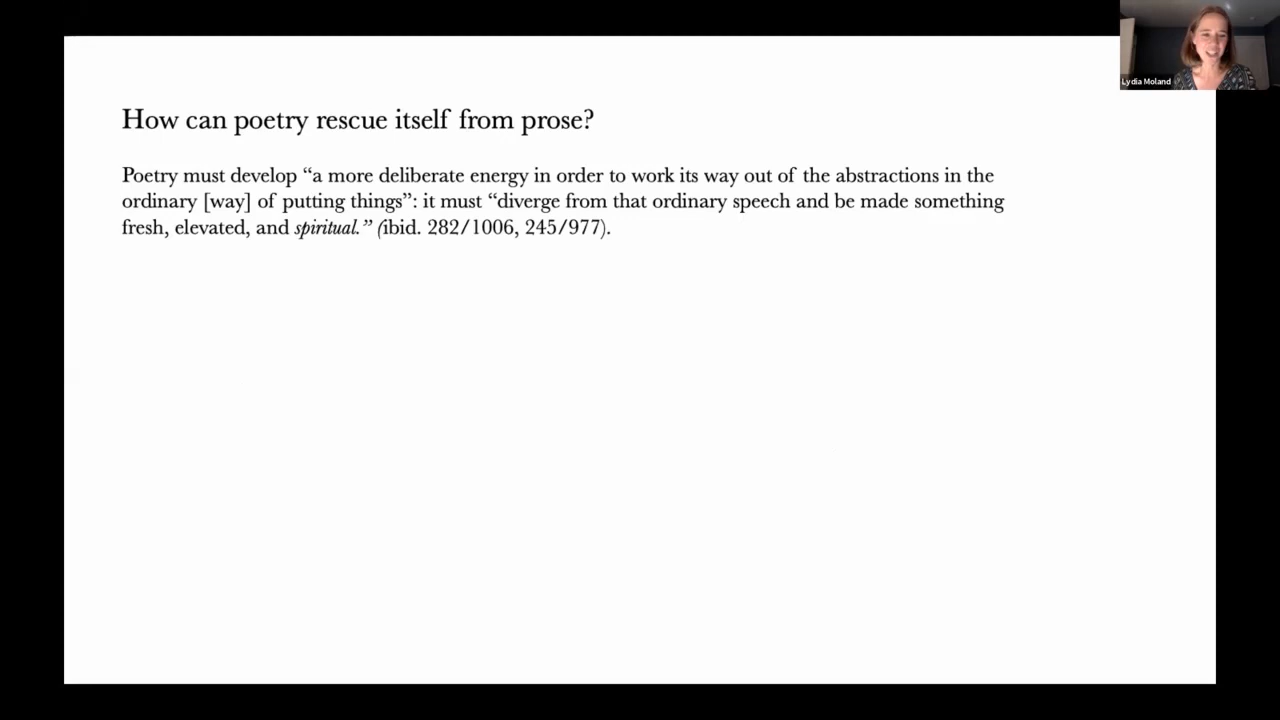 Lydia Moland
How can poetry rescue itself from prose?
Poetry must develop “a more deliberate energy in order to work its way out of the abstractions in the
ordinary [way] of putting things”: it must “diverge from that ordinary speech and be made something
fresh, elevated, and spiritual.” (ibid. 282/1006, 245/977).